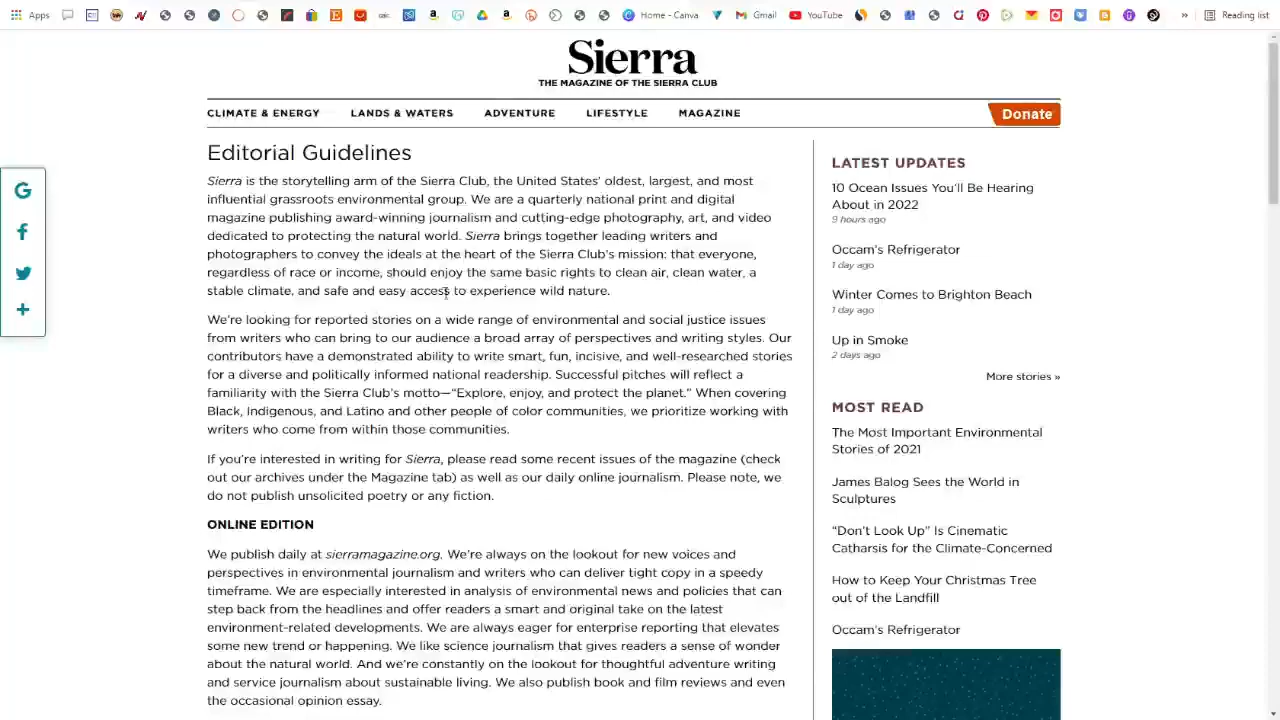 Apps
Home - Canva
Gmail
YouTube
»
Reading list
Sierra
THE MAGAZINE OF THE SIERRA CLUB
CLIMATE & ENERGY
LANDS & WATERS
ADVENTURE
LIFESTYLE
MAGAZINE
Donate
Editorial Guidelines
Sierra is the storytelling arm of the Sierra Club, the United States' oldest, largest, and most
influential grassroots environmental group. We are a quarterly national print and digital
magazine publishing award-winning journalism and cutting-edge photography, art, and video
dedicated to protecting the natural world. Sierra brings together leading writers and
photographers to convey the ideals at the heart of the Sierra Club's mission: that everyone,
regardless of race or income, should enjoy the same basic rights to clean air, clean water, a
stable climate, and safe and easy access to experience wild nature.
We're looking for reported stories on a wide range of environmental and social justice issues
from writers who can bring to our audience a broad array of perspectives and writing styles. Our
contributors have a demonstrated ability to write smart, fun, incisive, and well-researched stories
for a diverse and politically informed national readership. Successful pitches will reflect a
familiarity with the Sierra Club's motto—“Explore, enjoy, and protect the planet.” When covering
Black, Indigenous, and Latino and other people of color communities, we prioritize working with
writers who come from within those communities.
If you're interested in writing for Sierra, please read some recent issues of the magazine (check
out our archives under the Magazine tab) as well as our daily online journalism. Please note, we
do not publish unsolicited poetry or any fiction.
ONLINE EDITION
We publish daily at sierramagazine.org. We're always on the lookout for new voices and
perspectives in environmental journalism and writers who can deliver tight copy in a speedy
timeframe. We are especially interested in analysis of environmental news and policies that can
step back from the headlines and offer readers a smart and original take on the latest
environment-related developments. We are always eager for enterprise reporting that elevates
some new trend or happening. We like science journalism that gives readers a sense of wonder
about the natural world. And we're constantly on the lookout for thoughtful adventure writing
and service journalism about sustainable living. We also publish book and film reviews and even
the occasional opinion essay.
LATEST UPDATES
10 Ocean Issues You'll Be Hearing
About in 2022
9 hours ago
Occam's Refrigerator
1 day ago
Winter Comes to Brighton Beach
1 day ago
Up in Smoke
2 days ago
More stories »
MOST READ
The Most Important Environmental
Stories of 2021
James Balog Sees the World in
Sculptures
“Don't Look Up” Is Cinematic
Catharsis for the Climate-Concerned
How to Keep Your Christmas Tree
out of the Landfill
Occam's Refrigerator